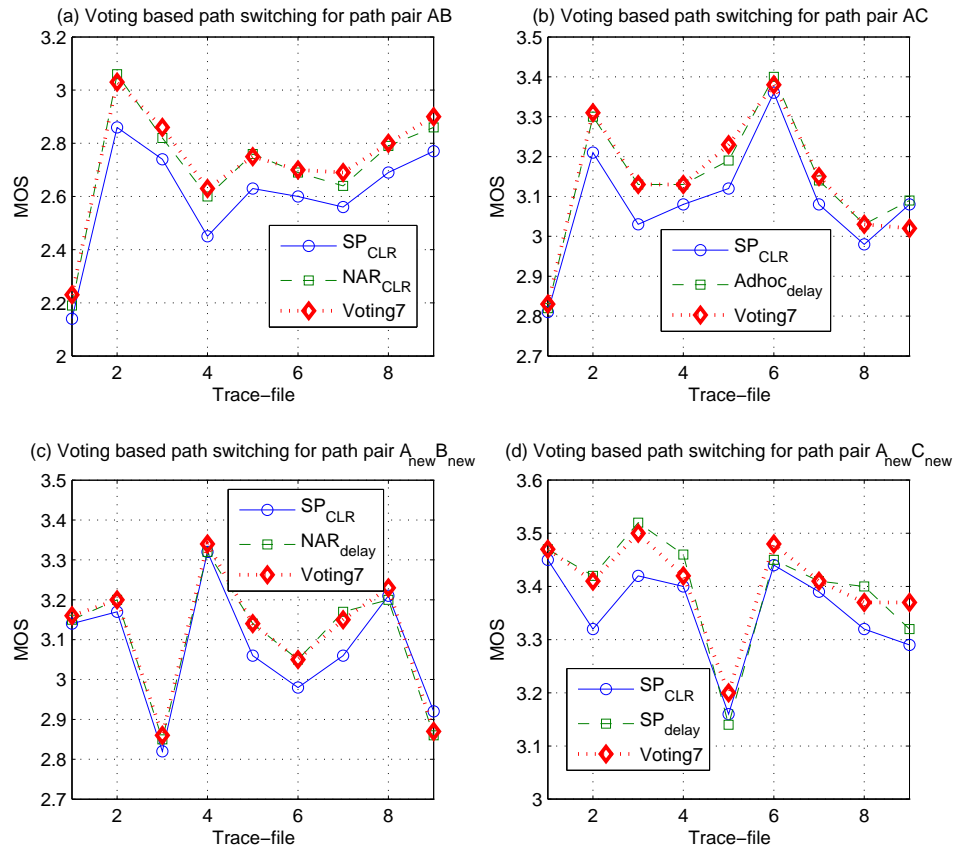 (a) Voting based path switching for path pair AB
3.2
3
2.8
2.6
2.4
2.2
2
MOS
SP_CLR
NAR_CLR
Voting7
2 4 6 8
Trace−file
(b) Voting based path switching for path pair AC
3.5
3.4
3.3
3.2
3.1
3
2.9
2.8
2.7
MOS
SP_CLR
Adhoc_delay
Voting7
2 4 6 8
Trace−file
(c) Voting based path switching for path pair A_new B_new
3.5
3.4
3.3
3.2
3.1
3
2.9
2.8
2.7
MOS
SP_CLR
NAR_delay
Voting7
2 4 6 8
Trace−file
(d) Voting based path switching for path pair A_new C_new
3.6
3.5
3.4
3.3
3.2
3.1
3
MOS
SP_CLR
SP_delay
Voting7
2 4 6 8
Trace−file